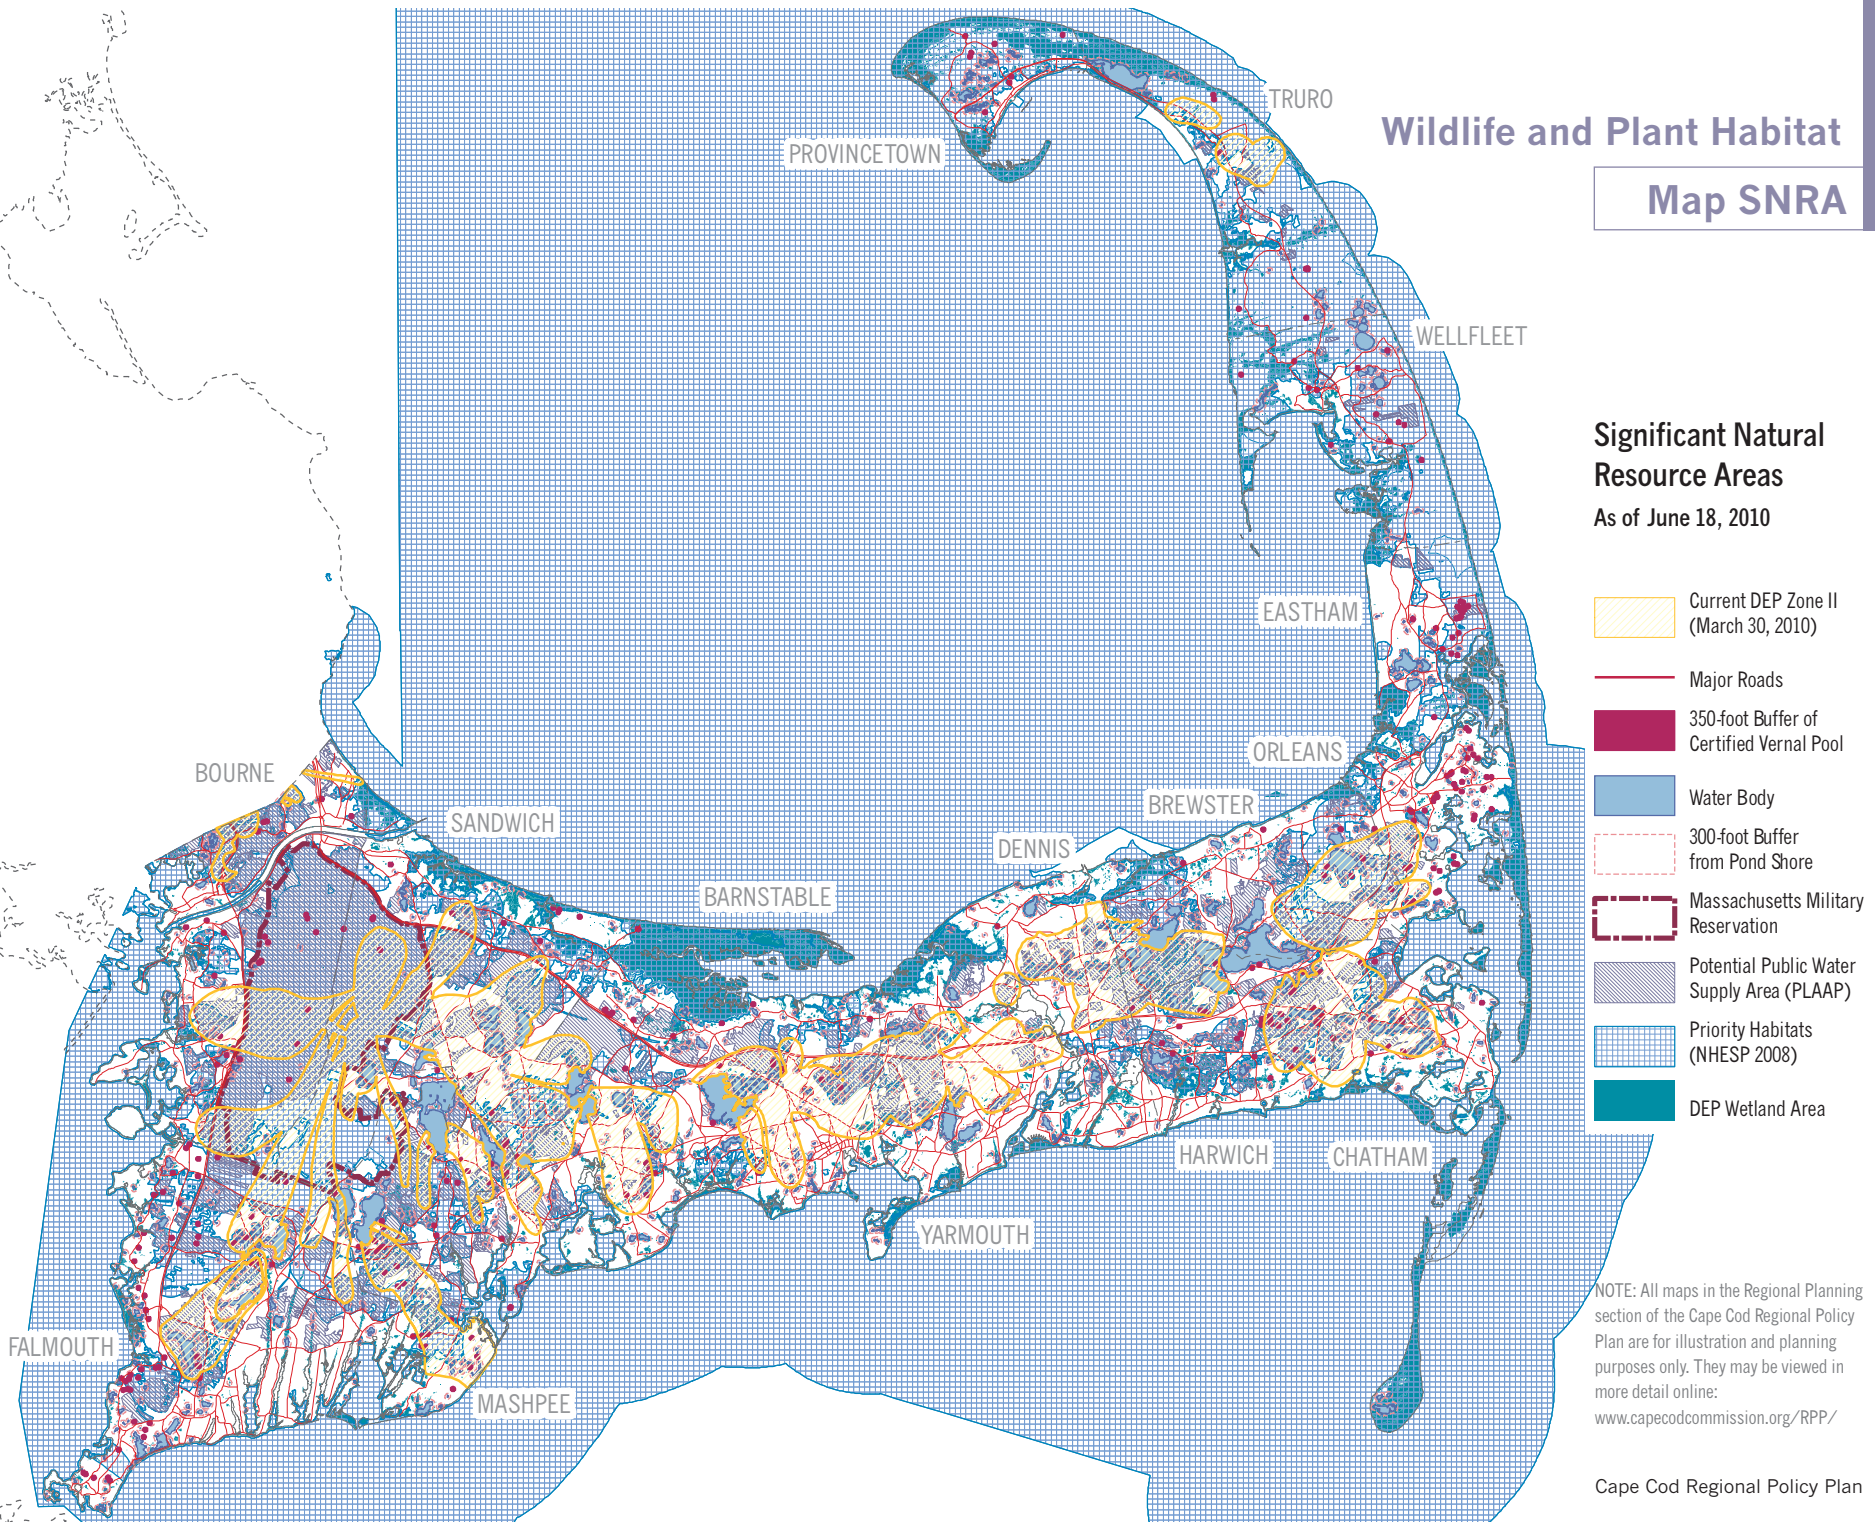 Wildlife and Plant Habitat
Map SNRA
TRURO
PROVINCETOWN
WELLFLEET
EASTHAM
ORLEANS
BREWSTER
DENNIS
BARNSTABLE
SANDWICH
BOURNE
HARWICH
CHATHAM
YARMOUTH
FALMOUTH
MASHPEE
Significant Natural
Resource Areas
As of June 18, 2010
Current DEP Zone II
(March 30, 2010)
Major Roads
350-foot Buffer of
Certified Vernal Pool
Water Body
300-foot Buffer
from Pond Shore
Massachusetts Military
Reservation
Potential Public Water
Supply Area (PLAAP)
Priority Habitats
(NHESP 2008)
DEP Wetland Area
NOTE: All maps in the Regional Planning
section of the Cape Cod Regional Policy
Plan are for illustration and planning
purposes only. They may be viewed in
more detail online:
www.capecodcommission.org/RPP/
Cape Cod Regional Policy Plan